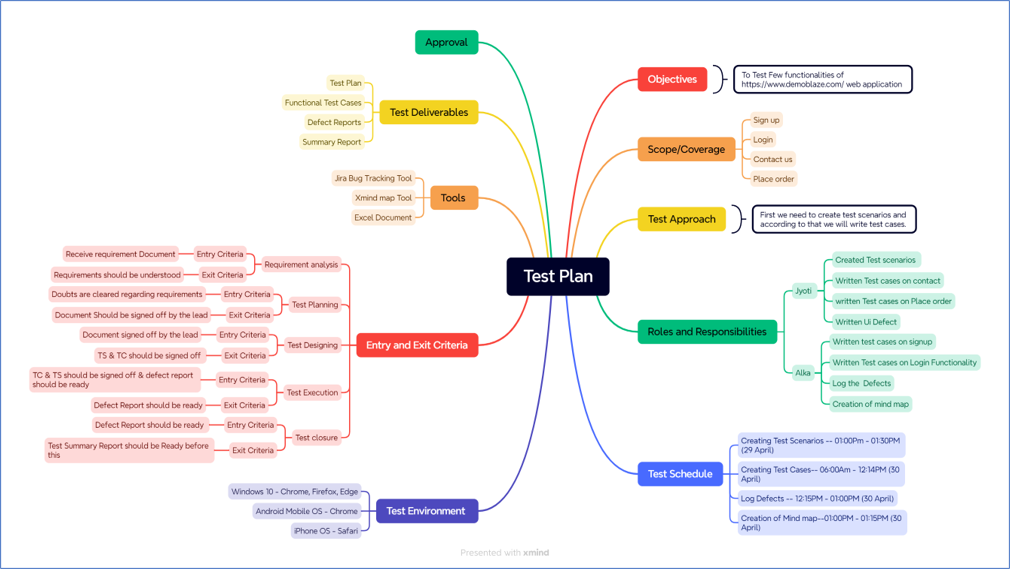 Test Plan
Objectives
To Test Few functionalities of
https://www.demoblaze.com/ web application
Scope/Coverage
Sign up
Login
Contact us
Place order
Test Approach
First we need to create test scenarios and
according to that we will write test cases.
Roles and Responsibilities
Jyoti
Created Test scenarios
Written Test cases on contact
written Test cases on Place order
Written Ui Defect
Alka
Written test cases on signup
Written Test cases on Login Functionality
Log the Defects
Creation of mind map
Test Schedule
Creating Test Scenarios -- 01:00Pm - 01:30PM
(29 April)
Creating Test Cases-- 06:00Am - 12:14PM (30
April)
Log Defects -- 12:15PM - 01:00PM (30 April)
Creation of Mind map--01:00PM - 01:15PM (30
April)
Approval
Test Deliverables
Test Plan
Functional Test Cases
Defect Reports
Summary Report
Tools
Jira Bug Tracking Tool
Xmind map Tool
Excel Document
Entry and Exit Criteria
Requirement analysis
Entry Criteria
Receive requirement Document
Exit Criteria
Requirements should be understood
Test Planning
Entry Criteria
Doubts are cleared regarding requirements
Exit Criteria
Document Should be signed off by the lead
Test Designing
Entry Criteria
Document signed off by the lead
Exit Criteria
TS & TC should be signed off
Test Execution
Entry Criteria
TC & TS should be signed off & defect report
should be ready
Exit Criteria
Defect Report should be ready
Test closure
Entry Criteria
Defect Report should be ready
Exit Criteria
Test Summary Report should be Ready before
this
Test Environment
Windows 10 - Chrome, Firefox, Edge
Android Mobile OS - Chrome
iPhone OS - Safari
Presented with xmind